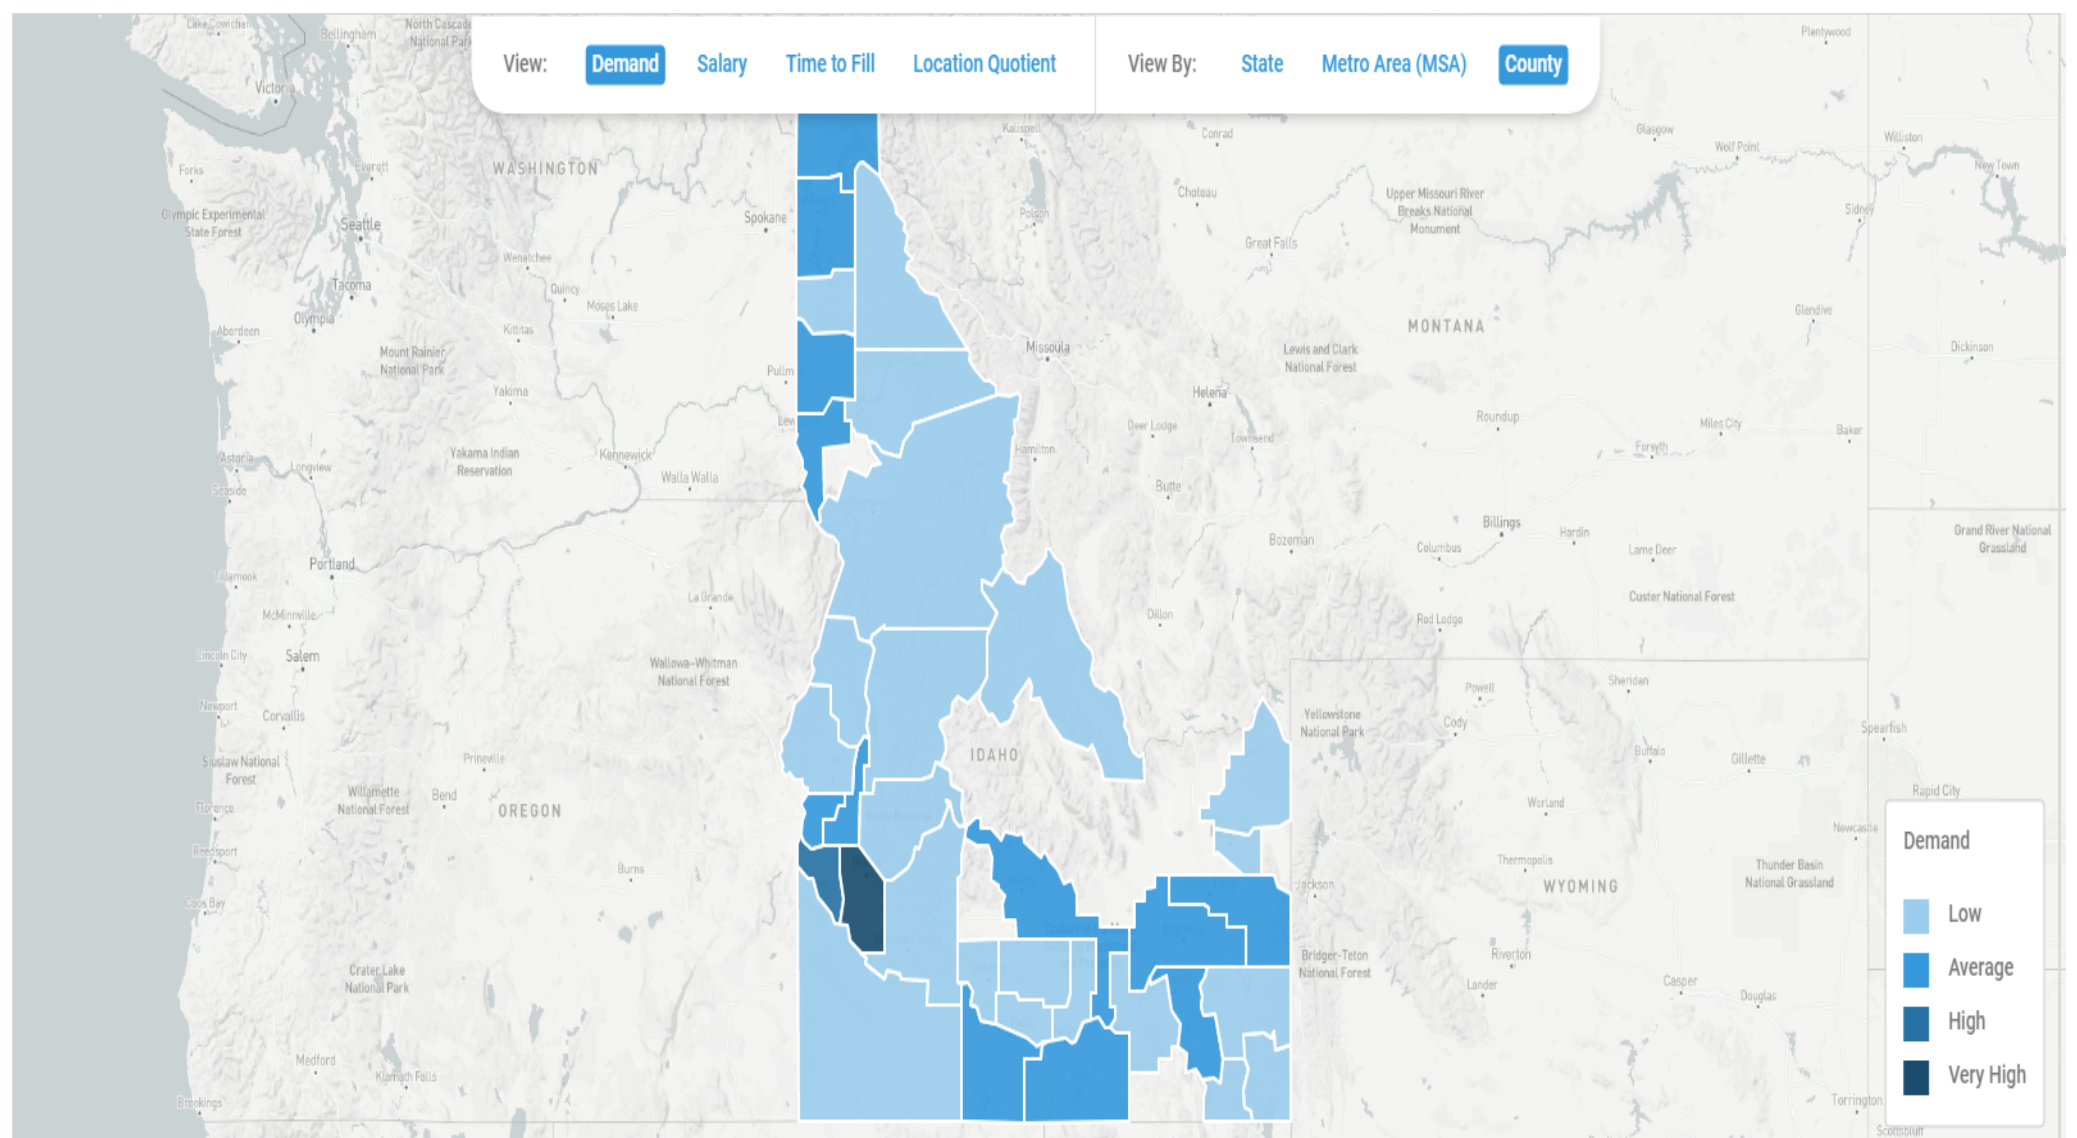 View:
Demand
Salary
Time to Fill
Location Quotient
View By:
State
Metro Area (MSA)
County
Lake Cowichan
Bellingham
North Cascad
National Park
Plentywood
Victoria
Forks
Everett
WASHINGTON
Kalispell
Conrad
Glasgow
Wolf Point
Williston
New Town
Olympic Experimental
State Forest
Seattle
Spokane
Polson
Choteau
Upper Missouri River
Breaks National
Monument
Sidney
Wenatchee
Great Falls
Tacoma
Quincy
Moses Lake
Olympia
Aberdeen
Kittitas
Glendive
MONTANA
Mount Rainier
National Park
Yakima
Pullm
Missoula
Lewis and Clark
National Forest
Dickinson
Helena
Lew
Deer Lodge
Townsend
Roundup
Miles City
Baker
Forsyth
Astoria
Longview
Yakama Indian
Reservation
Kennewick
Walla Walla
Hamilton
Seaside
Butte
Billings
Hardin
Bozeman
Columbus
Lame Deer
Grand River National
Grassland
Portland
Tillamook
McMinnville
La Grande
Dillon
Red Lodge
Custer National Forest
Lincoln City
Salem
Wallowa-Whitman
National Forest
Powell
Sheridan
Newport
Corvallis
Yellowstone
National Park
Cody
Spearfish
Siuslaw National
Forest
Prineville
IDAHO
Buffalo
Gillette
Willamette
National Forest
Bend
OREGON
Florence
Worland
Rapid City
Newcastle
Reedsport
Burns
Thermopolis
Thunder Basin
National Grassland
Jackson
WYOMING
Coos Bay
Crater Lake
National Park
Bridger-Teton
National Forest
Riverton
Lander
Casper
Douglas
Medford
Klamath Falls
Brookings
Torrington
Scottsbluff
Demand
Low
Average
High
Very High